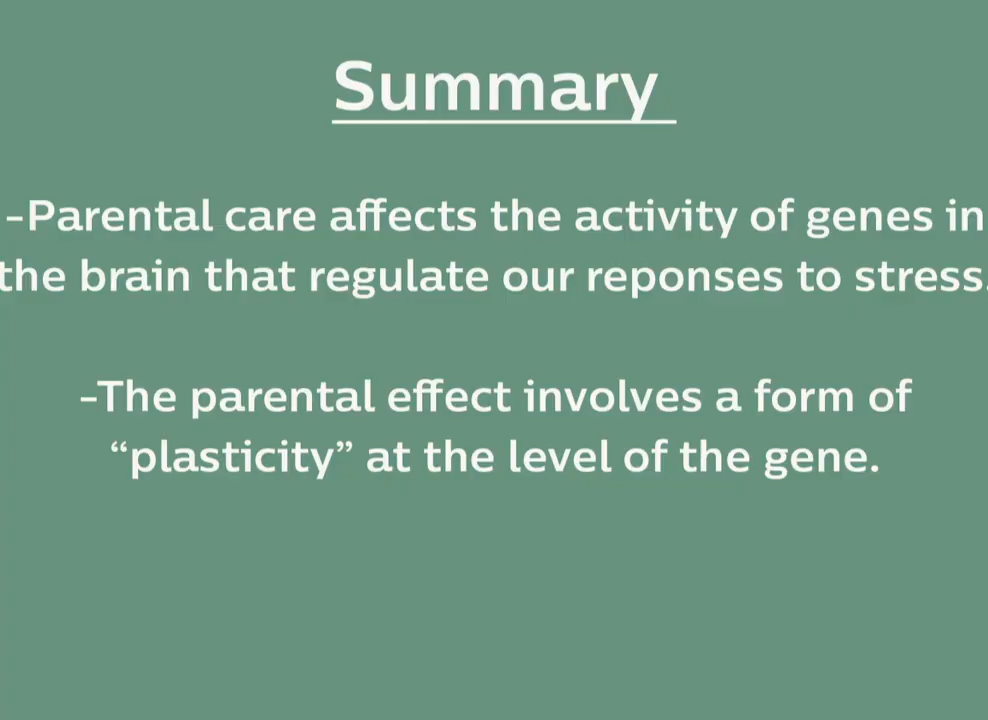 Summary
-Parental care affects the activity of genes in
the brain that regulate our reponses to stress.
-The parental effect involves a form of
“plasticity” at the level of the gene.